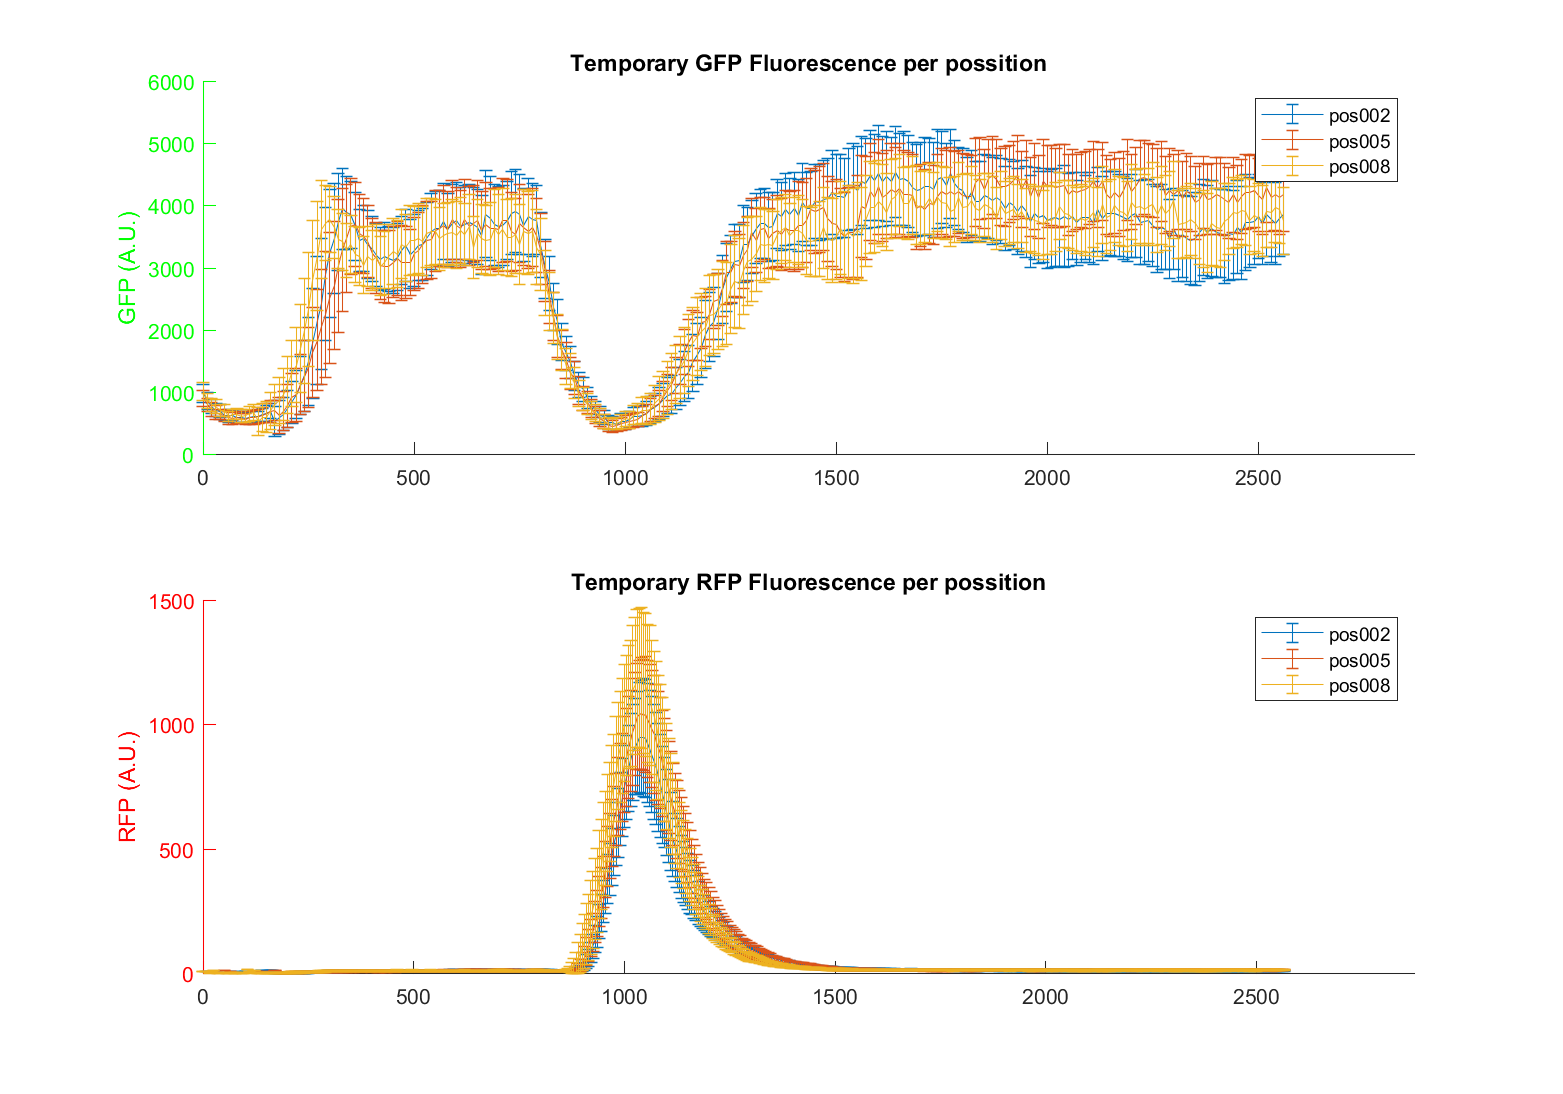 Temporary GFP Fluorescence per possition
GFP (A.U.)
6000
5000
4000
3000
2000
1000
0
0 500 1000 1500 2000 2500
pos002
pos005
pos008
Temporary RFP Fluorescence per possition
RFP (A.U.)
1500
1000
500
0
0 500 1000 1500 2000 2500
pos002
pos005
pos008